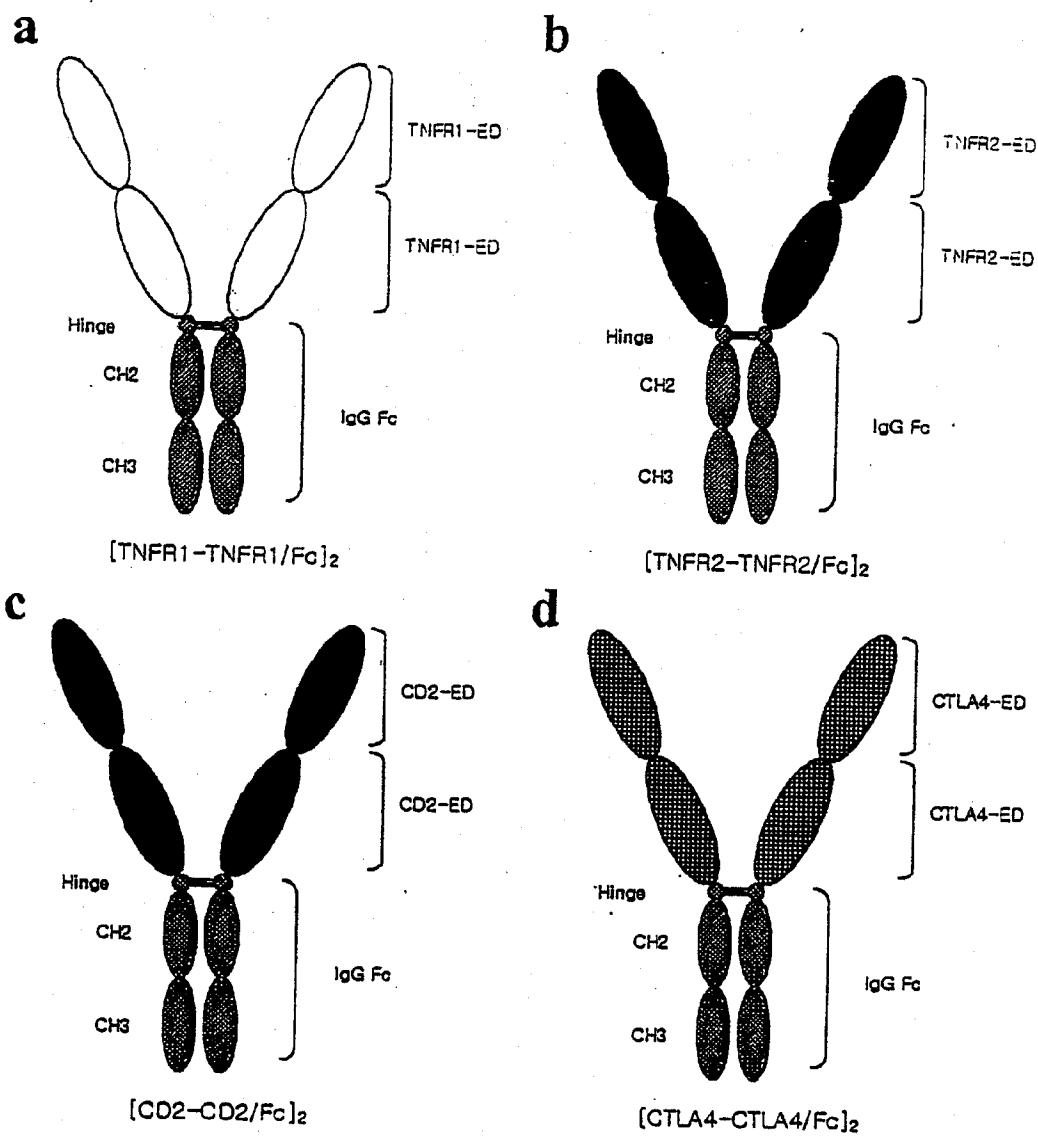 a
TNFR1-ED
TNFR1-ED
Hinge
CH2
IgG Fc
CH3
[TNFR1-TNFR1/Fc]₂
b
TNFR2-ED
TNFR2-ED
Hinge
CH2
IgG Fc
CH3
[TNFR2-TNFR2/Fc]₂
c
CD2-ED
CD2-ED
Hinge
CH2
IgG Fc
CH3
[CD2-CD2/Fc]₂
d
CTLA4-ED
CTLA4-ED
Hinge
CH2
IgG Fc
CH3
[CTLA4-CTLA4/Fc]₂